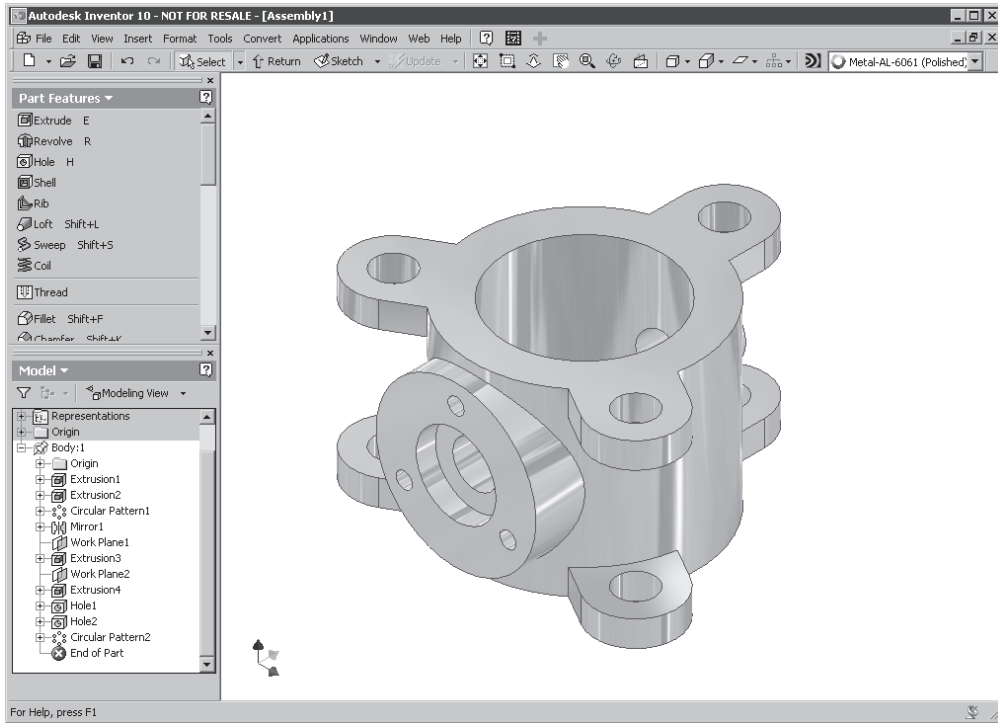 Autodesk Inventor 10 - NOT FOR RESALE - [Assembly1]
File Edit View Insert Format Tools Convert Applications Window Web Help
Select Return Sketch Update Metal-AL-6061 (Polished)
Part Features
Extrude E
Revolve R
Hole H
Shell
Rib
Loft Shift+L
Sweep Shift+S
Coil
Thread
Fillet Shift+F
Chamfer Shift+K
Model
Modeling View
Representations
Origin
Body:1
Origin
Extrusion1
Extrusion2
Circular Pattern1
Mirror1
Work Plane1
Extrusion3
Work Plane2
Extrusion4
Hole1
Hole2
Circular Pattern2
End of Part
For Help, press F1